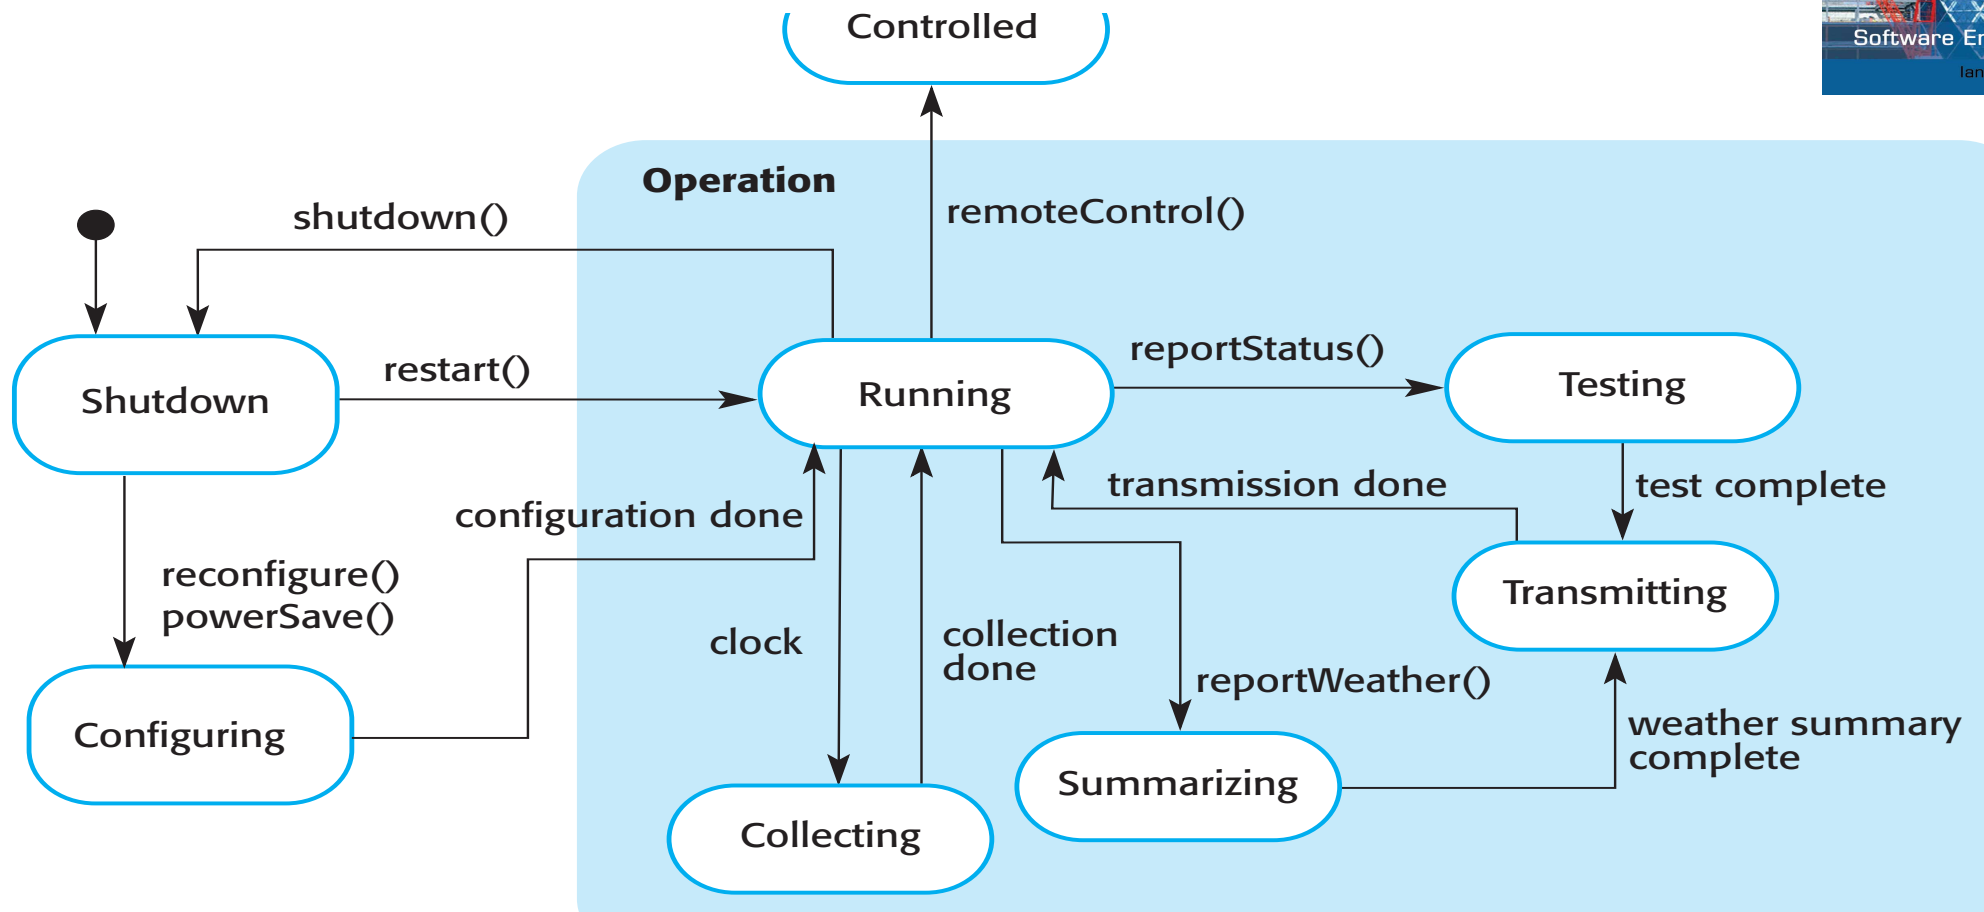 Controlled
Software En
Ian
Operation
shutdown()
remoteControl()
restart()
reportStatus()
Shutdown
Running
Testing
transmission done
test complete
configuration done
reconfigure()
powerSave()
Transmitting
clock
collection
done
reportWeather()
Configuring
weather summary
complete
Summarizing
Collecting